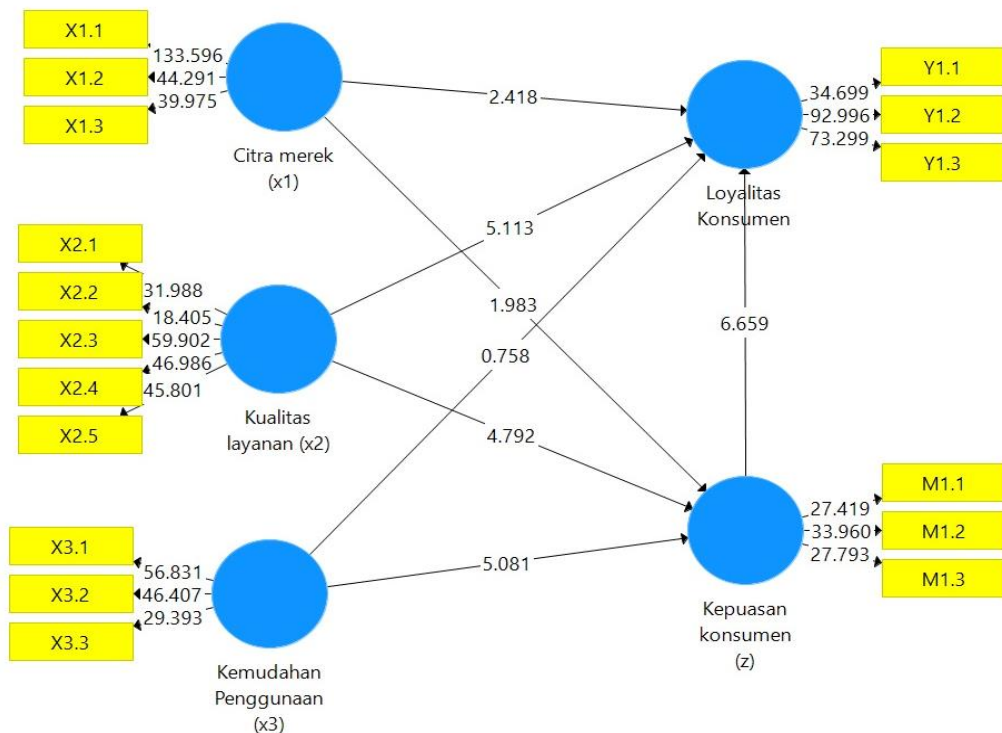 X1.1
X1.2
X1.3
133.596
44.291
39.975
Citra merek
(x1)
2.418
34.699
92.996
73.299
Y1.1
Y1.2
Y1.3
Loyalitas
Konsumen
X2.1
X2.2
X2.3
X2.4
X2.5
31.988
18.405
59.902
46.986
45.801
Kualitas
layanan (x2)
5.113
1.983
0.758
6.659
4.792
X3.1
X3.2
X3.3
56.831
46.407
29.393
Kemudahan
Penggunaan
(x3)
5.081
27.419
33.960
27.793
M1.1
M1.2
M1.3
Kepuasan
konsumen
(z)